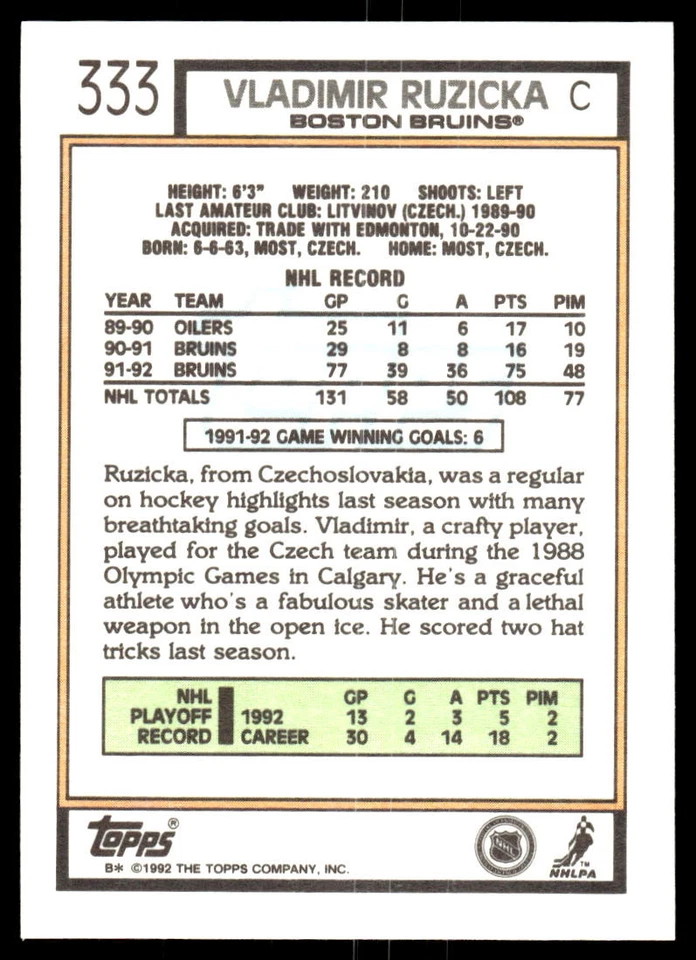 333
VLADIMIR RUZICKA C
BOSTON BRUINS®
HEIGHT: 6'3" WEIGHT: 210 SHOOTS: LEFT
LAST AMATEUR CLUB: LITVINOV (CZECH.) 1989-90
ACQUIRED: TRADE WITH EDMONTON, 10-22-90
BORN: 6-6-63, MOST, CZECH. HOME: MOST, CZECH.
NHL RECORD
YEAR TEAM GP G A PTS PIM
89-90 OILERS 25 11 6 17 10
90-91 BRUINS 29 8 8 16 19
91-92 BRUINS 77 39 36 75 48
NHL TOTALS 131 58 50 108 77
1991-92 GAME WINNING GOALS: 6
Ruzicka, from Czechoslovakia, was a regular
on hockey highlights last season with many
breathtaking goals. Vladimir, a crafty player,
played for the Czech team during the 1988
Olympic Games in Calgary. He's a graceful
athlete who's a fabulous skater and a lethal
weapon in the open ice. He scored two hat
tricks last season.
NHL GP G A PTS PIM
PLAYOFF 1992 13 2 3 5 2
RECORD CAREER 30 4 14 18 2
TOPPS®
B* ©1992 THE TOPPS COMPANY, INC.
NHL
TM
NHLPA